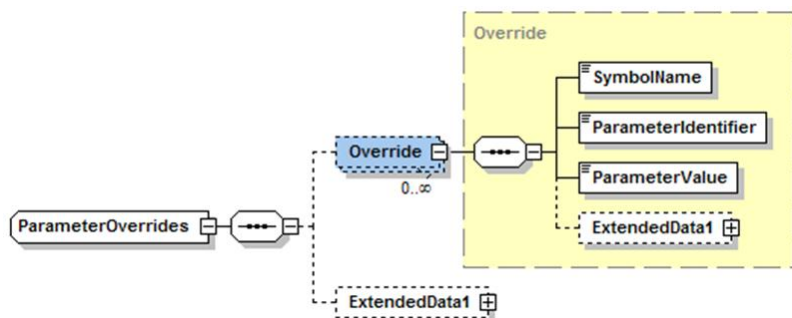 Override
SymbolName
ParameterIdentifier
ParameterValue
ExtendedData1
Override
0..∞
ParameterOverrides
ExtendedData1